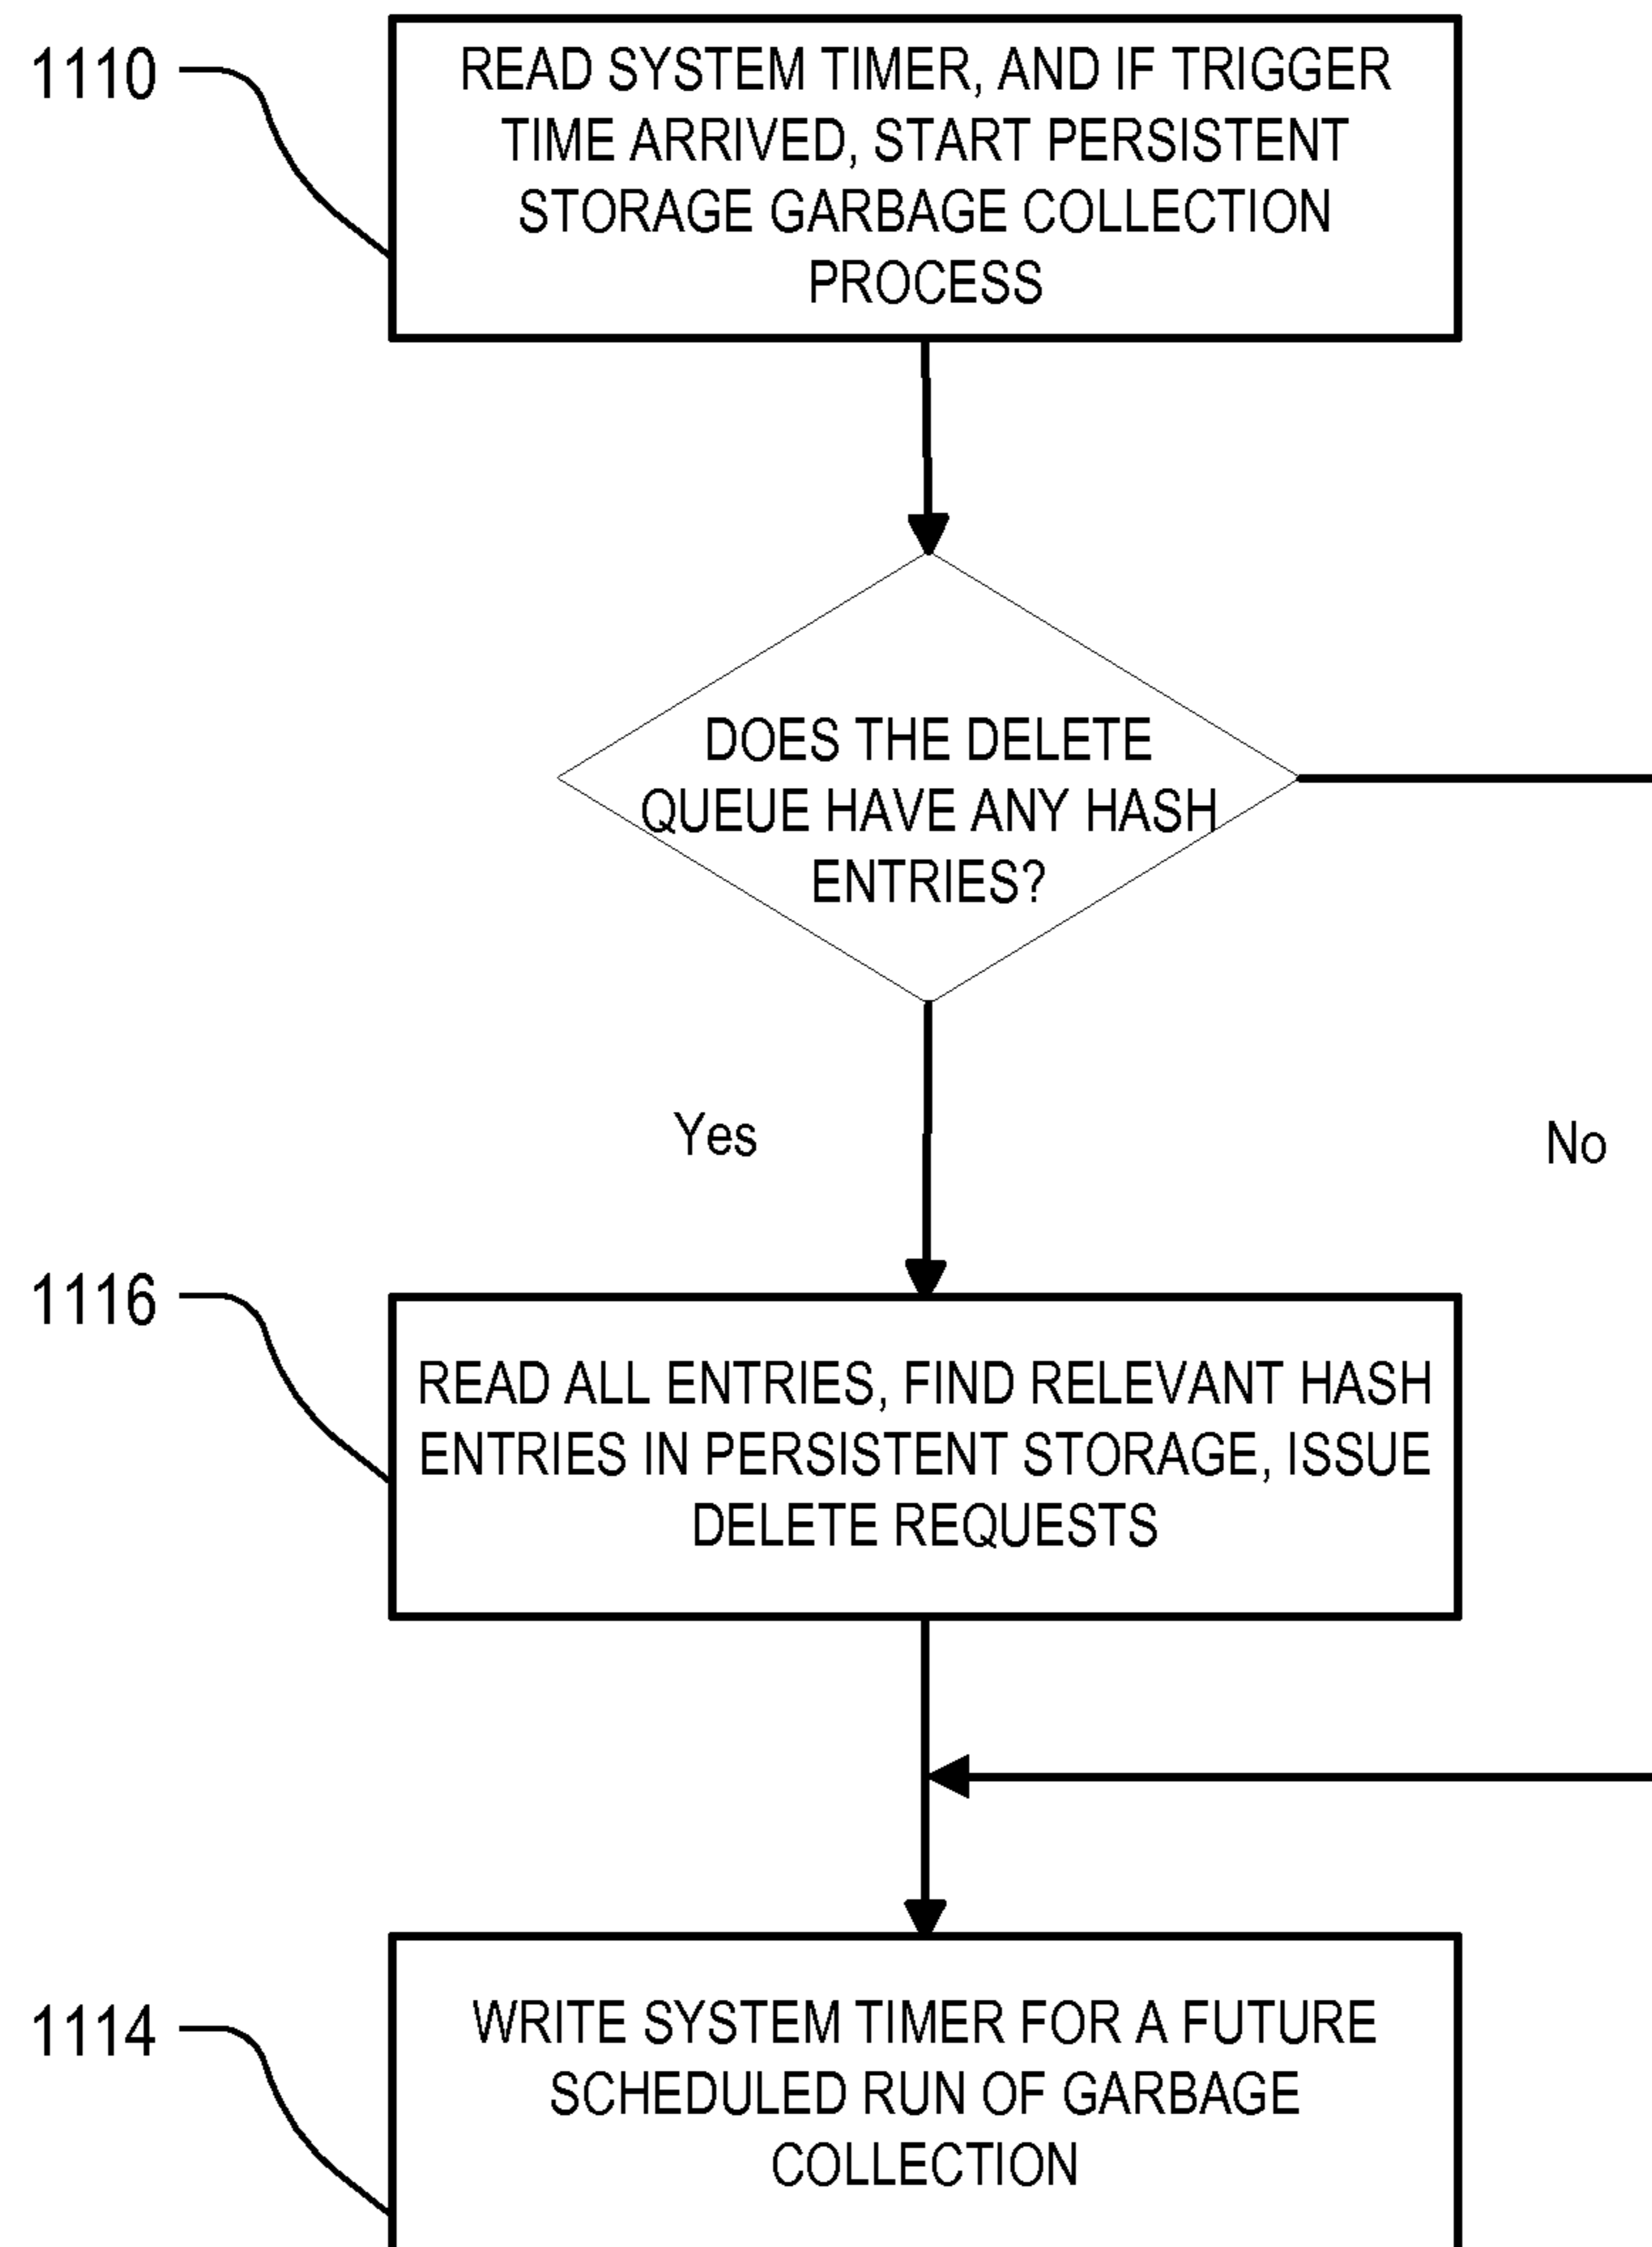 1110
READ SYSTEM TIMER, AND IF TRIGGER
TIME ARRIVED, START PERSISTENT
STORAGE GARBAGE COLLECTION
PROCESS
DOES THE DELETE
QUEUE HAVE ANY HASH
ENTRIES?
Yes
No
1116
READ ALL ENTRIES, FIND RELEVANT HASH
ENTRIES IN PERSISTENT STORAGE, ISSUE
DELETE REQUESTS
1114
WRITE SYSTEM TIMER FOR A FUTURE
SCHEDULED RUN OF GARBAGE
COLLECTION